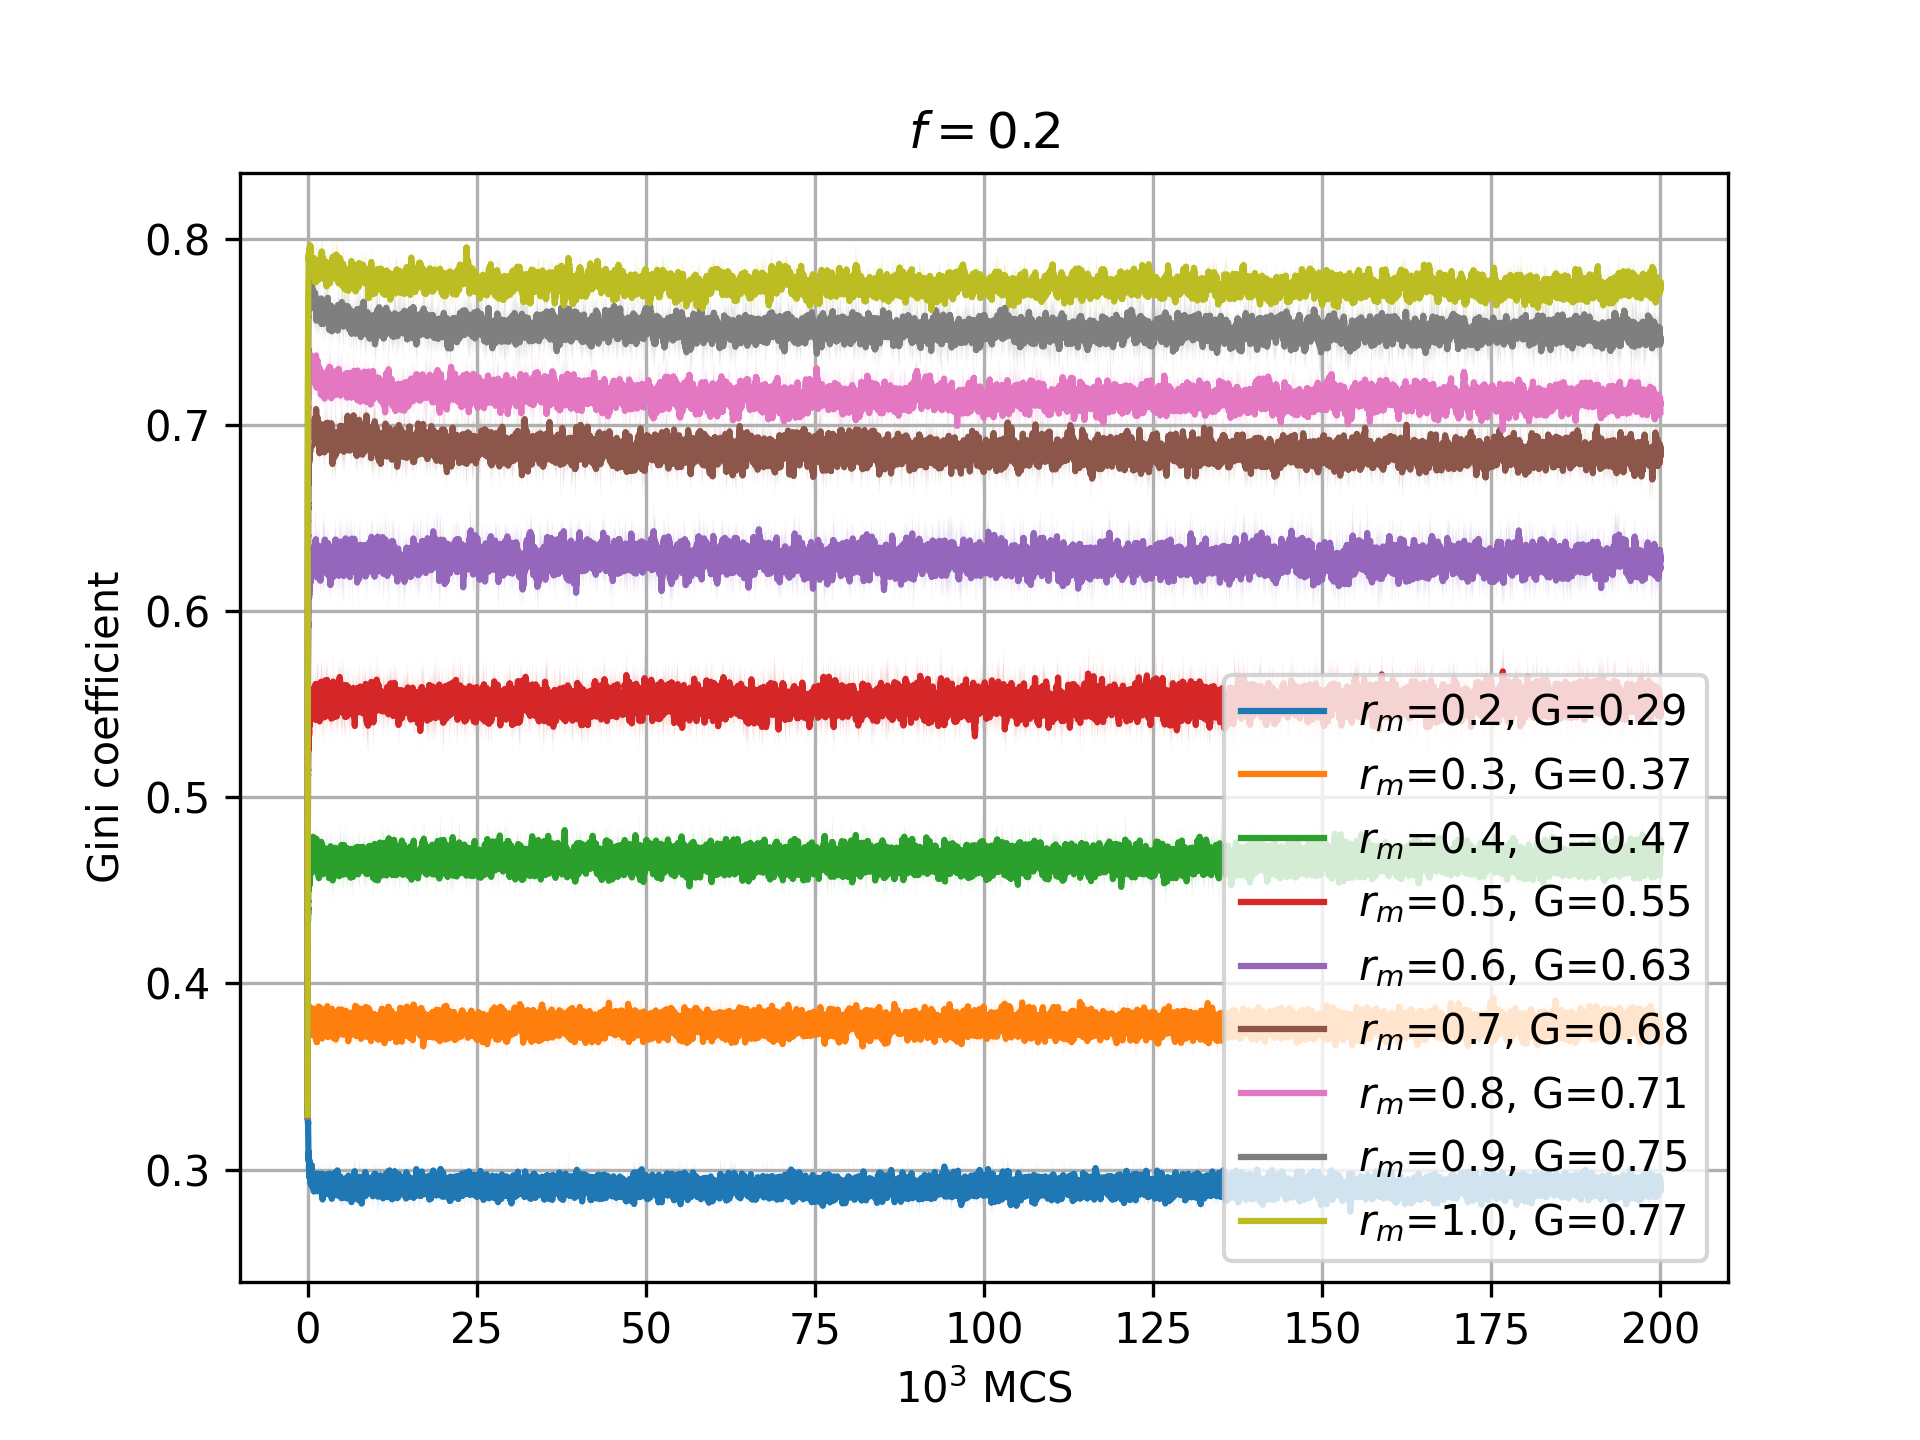 f = 0.2
Gini coefficient
0.8
0.7
0.6
0.5
0.4
0.3
r_m=0.2, G=0.29
r_m=0.3, G=0.37
r_m=0.4, G=0.47
r_m=0.5, G=0.55
r_m=0.6, G=0.63
r_m=0.7, G=0.68
r_m=0.8, G=0.71
r_m=0.9, G=0.75
r_m=1.0, G=0.77
0 25 50 75 100 125 150 175 200
10³ MCS